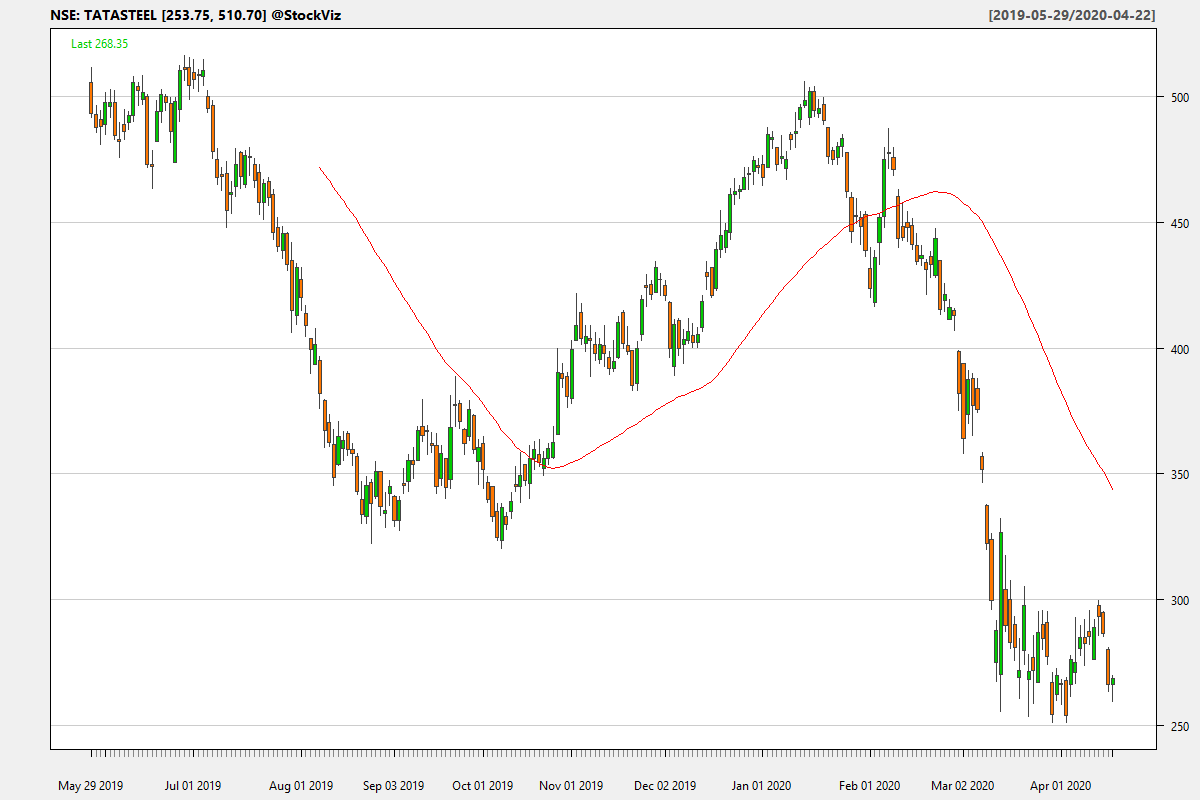 NSE: TATASTEEL [253.75, 510.70] @StockViz
[2019-05-29/2020-04-22]
Last 268.35
500
450
400
350
300
250
May 29 2019
Jul 01 2019
Aug 01 2019
Sep 03 2019
Oct 01 2019
Nov 01 2019
Dec 02 2019
Jan 01 2020
Feb 01 2020
Mar 02 2020
Apr 01 2020